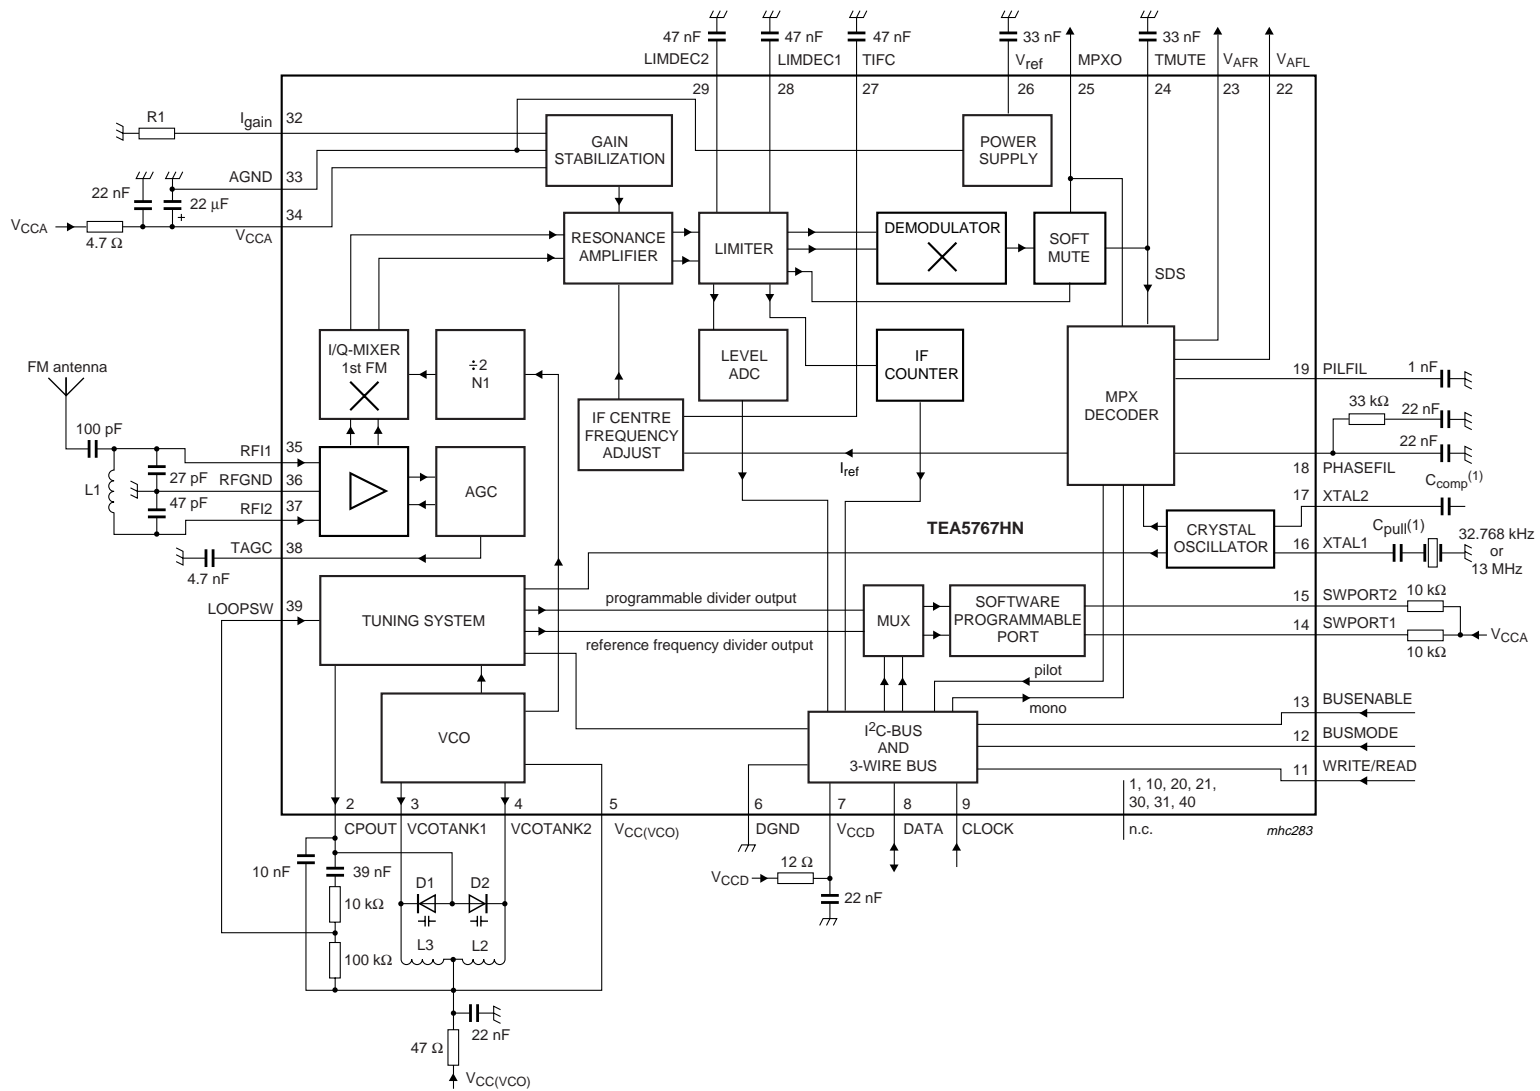 47 nF
47 nF
47 nF
33 nF
33 nF
LIMDEC2
LIMDEC1
TIFC
Vref
MPXO
TMUTE
VAFR
VAFL
29
28
27
26
25
24
23
22
R1
Igain
32
GAIN
STABILIZATION
POWER
SUPPLY
AGND
33
22 nF
22 μF
+
34
VCCA
4.7 Ω
VCCA
RESONANCE
AMPLIFIER
LIMITER
DEMODULATOR
SOFT
MUTE
SDS
I/Q-MIXER
1st FM
÷2
N1
LEVEL
ADC
IF
COUNTER
MPX
DECODER
FM antenna
19
PILFIL
1 nF
33 kΩ
22 nF
22 nF
18
PHASEFIL
IF CENTRE
FREQUENCY
ADJUST
Iref
100 pF
RFI1
35
27 pF
RFGND
36
L1
47 pF
RFI2
37
AGC
TAGC
38
4.7 nF
TEA5767HN
Ccomp(1)
17
XTAL2
CRYSTAL
OSCILLATOR
Cpull(1)
16
XTAL1
32.768 kHz
or
13 MHz
LOOPSW
39
TUNING SYSTEM
programmable divider output
reference frequency divider output
MUX
SOFTWARE
PROGRAMMABLE
PORT
15
SWPORT2
10 kΩ
14
SWPORT1
10 kΩ
VCCA
pilot
mono
VCO
I2C-BUS
AND
3-WIRE BUS
13
BUSENABLE
12
BUSMODE
11
WRITE/READ
1, 10, 20, 21,
30, 31, 40
n.c.
mhc283
2
3
4
5
6
7
8
9
CPOUT
VCOTANK1
VCOTANK2
VCC(VCO)
DGND
VCCD
DATA
CLOCK
10 nF
39 nF
D1
D2
10 kΩ
L3
L2
100 kΩ
VCCD
12 Ω
22 nF
22 nF
47 Ω
VCC(VCO)